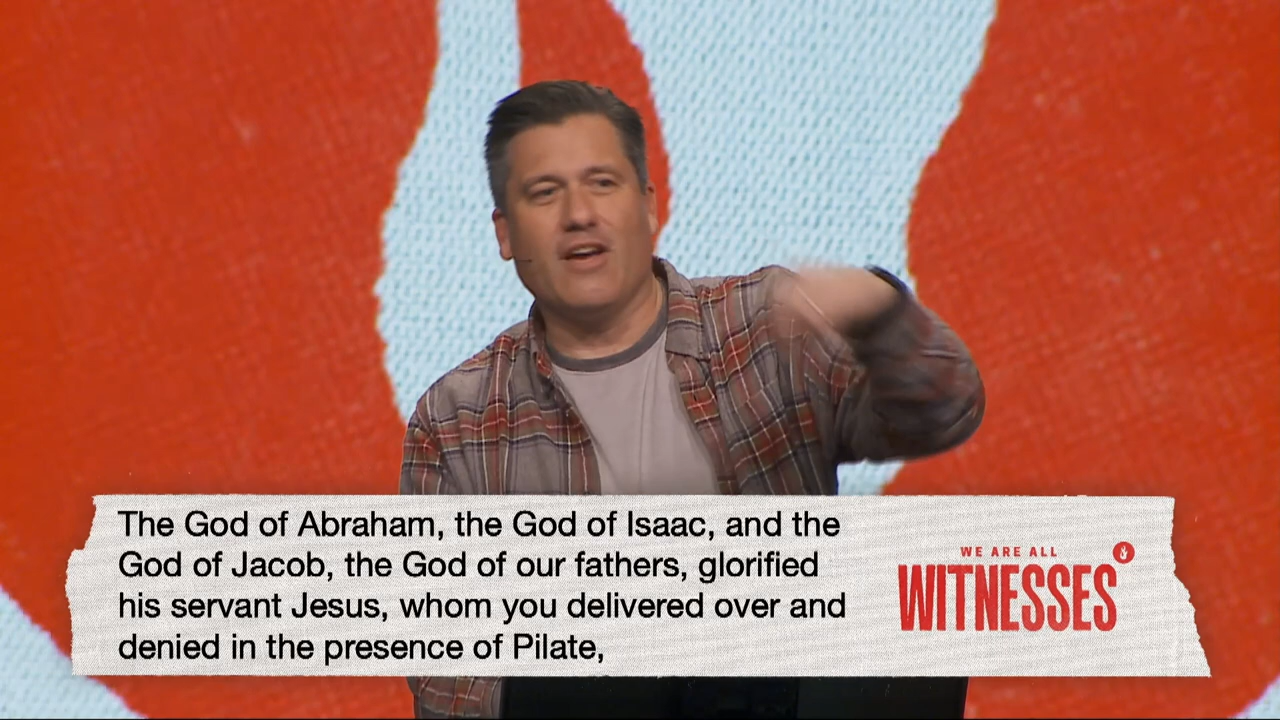 The God of Abraham, the God of Isaac, and the
God of Jacob, the God of our fathers, glorified
his servant Jesus, whom you delivered over and
denied in the presence of Pilate,
WE ARE ALL
WITNESSES